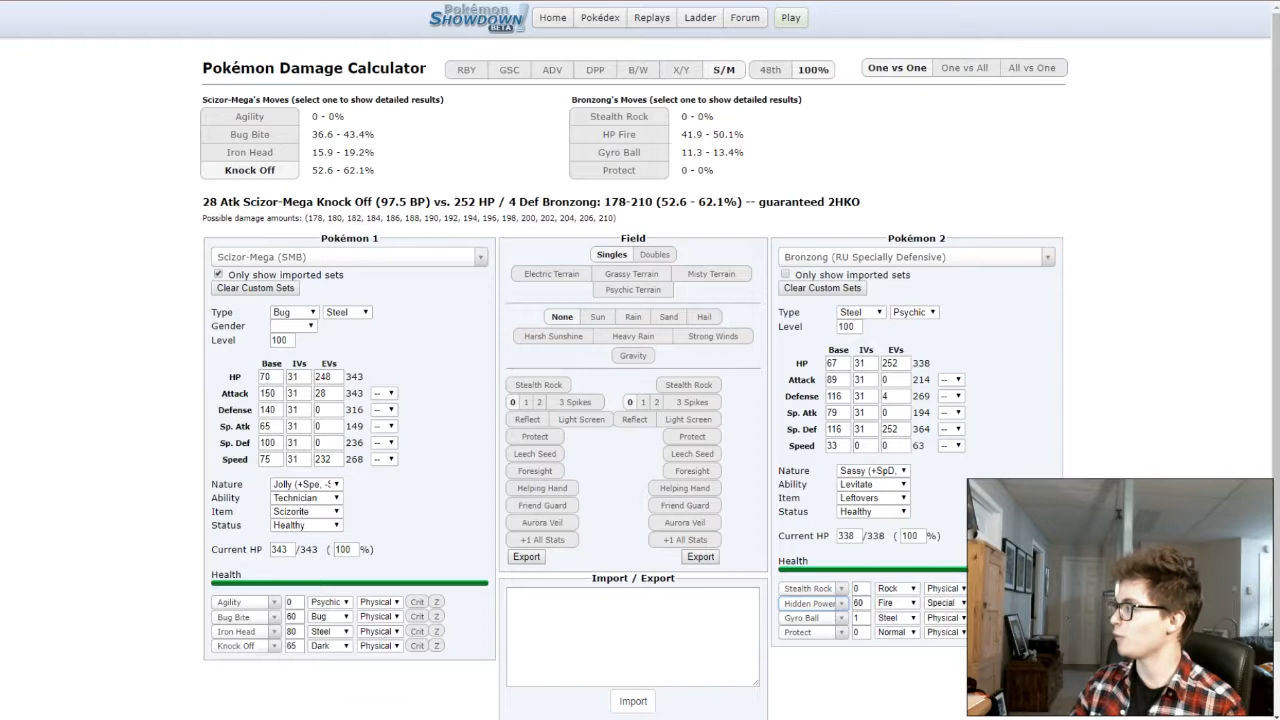 Pokémon
SHOWDOWN!
BETA
Home Pokédex Replays Ladder Forum Play
Pokémon Damage Calculator RBY GSC ADV DPP B/W X/Y S/M 48th 100% One vs One One vs All All vs One
Scizor-Mega's Moves (select one to show detailed results) Bronzong's Moves (select one to show detailed results)
Agility 0 - 0% Stealth Rock 0 - 0%
Bug Bite 36.6 - 43.4% HP Fire 41.9 - 50.1%
Iron Head 15.9 - 19.2% Gyro Ball 11.3 - 13.4%
Knock Off 52.6 - 62.1% Protect 0 - 0%
28 Atk Scizor-Mega Knock Off (97.5 BP) vs. 252 HP / 4 Def Bronzong: 178-210 (52.6 - 62.1%) -- guaranteed 2HKO
Possible damage amounts: (178, 180, 182, 184, 186, 188, 190, 192, 194, 196, 198, 200, 202, 204, 206, 210)
Pokémon 1
Scizor-Mega (SMB)
Only show imported sets
Clear Custom Sets
Type Bug Steel
Gender
Level 100
Base IVs EVs
HP 70 31 248 343
Attack 150 31 28 343 --
Defense 140 31 0 316 --
Sp. Atk 65 31 0 149 --
Sp. Def 100 31 0 236 --
Speed 75 31 232 268 --
Nature Jolly (+Spe, -S
Ability Technician
Item Scizorite
Status Healthy
Current HP 343 /343 ( 100 %)
Health
Agility 0 Psychic Physical Crit Z
Bug Bite 60 Bug Physical Crit Z
Iron Head 80 Steel Physical Crit Z
Knock Off 65 Dark Physical Crit Z
Field
Singles Doubles
Electric Terrain Grassy Terrain Misty Terrain
Psychic Terrain
None Sun Rain Sand Hail
Harsh Sunshine Heavy Rain Strong Winds
Gravity
Stealth Rock Stealth Rock
0 1 2 3 Spikes 0 1 2 3 Spikes
Reflect Light Screen Reflect Light Screen
Protect Protect
Leech Seed Leech Seed
Foresight Foresight
Helping Hand Helping Hand
Friend Guard Friend Guard
Aurora Veil Aurora Veil
+1 All Stats +1 All Stats
Export Export
Import / Export
Import
Pokémon 2
Bronzong (RU Specially Defensive)
Only show imported sets
Clear Custom Sets
Type Steel Psychic
Level 100
Base IVs EVs
HP 67 31 252 338
Attack 89 31 0 214 --
Defense 116 31 4 269 --
Sp. Atk 79 31 0 194 --
Sp. Def 116 31 252 364 --
Speed 33 0 0 63 --
Nature Sassy (+SpD,
Ability Levitate
Item Leftovers
Status Healthy
Current HP 338 /338 ( 100 %)
Health
Stealth Rock 0 Rock Physical
Hidden Power 60 Fire Special
Gyro Ball 1 Steel Physical
Protect 0 Normal Physical